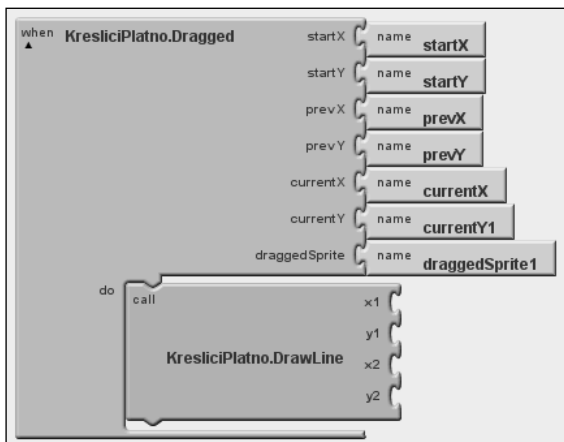 when KresliciPlatno.Dragged
startX name startX
startY name startY
prevX name prevX
prevY name prevY
currentX name currentX
currentY name currentY1
draggedSprite name draggedSprite1
do
call KresliciPlatno.DrawLine
x1
y1
x2
y2